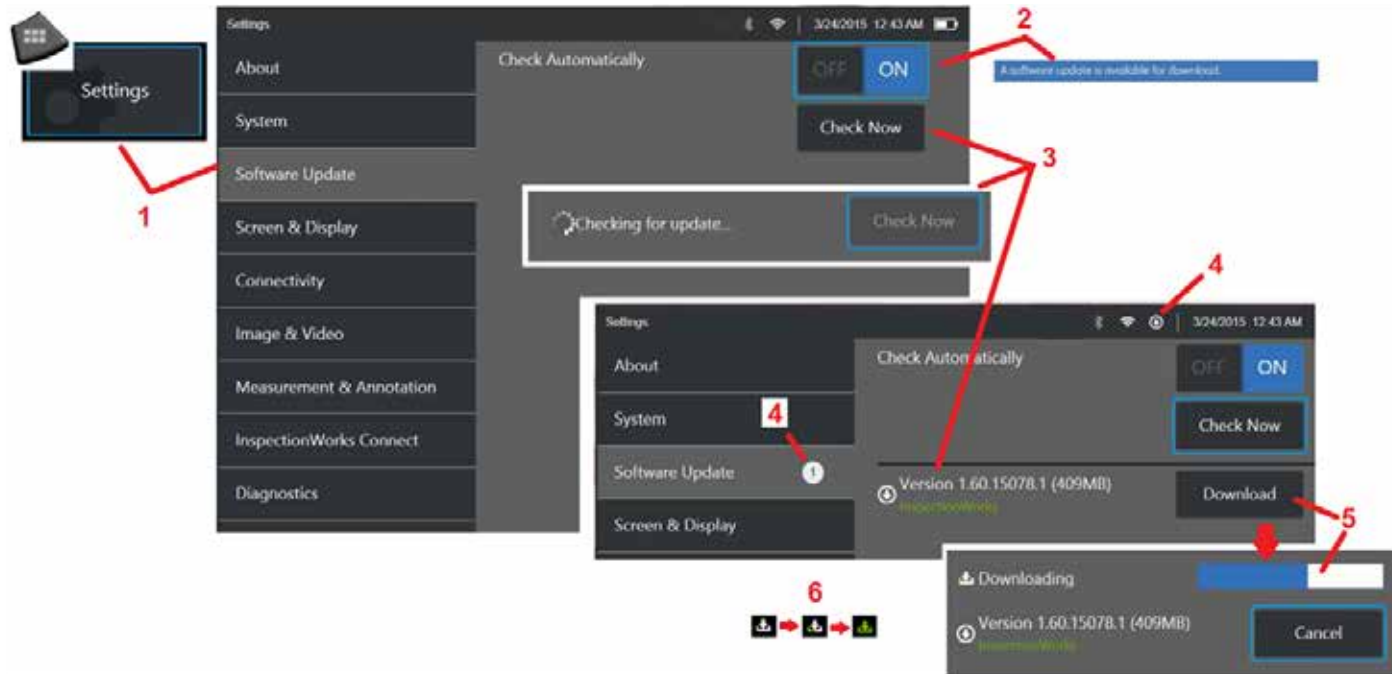 Settings
1
Settings
3/24/2015 12:43 AM
About
System
Software Update
Screen & Display
Connectivity
Image & Video
Measurement & Annotation
InspectionWorks Connect
Diagnostics
Check Automatically
OFF ON
Check Now
2
A software update is available for download.
3
Checking for update...
Check Now
4
Settings
3/24/2015 12:43 AM
About
System
4
Software Update 1
Screen & Display
Check Automatically
OFF ON
Check Now
Version 1.60.15078.1 (409MB)
InspectionWorks
Download
5
Downloading
Version 1.60.15078.1 (409MB)
InspectionWorks
Cancel
6